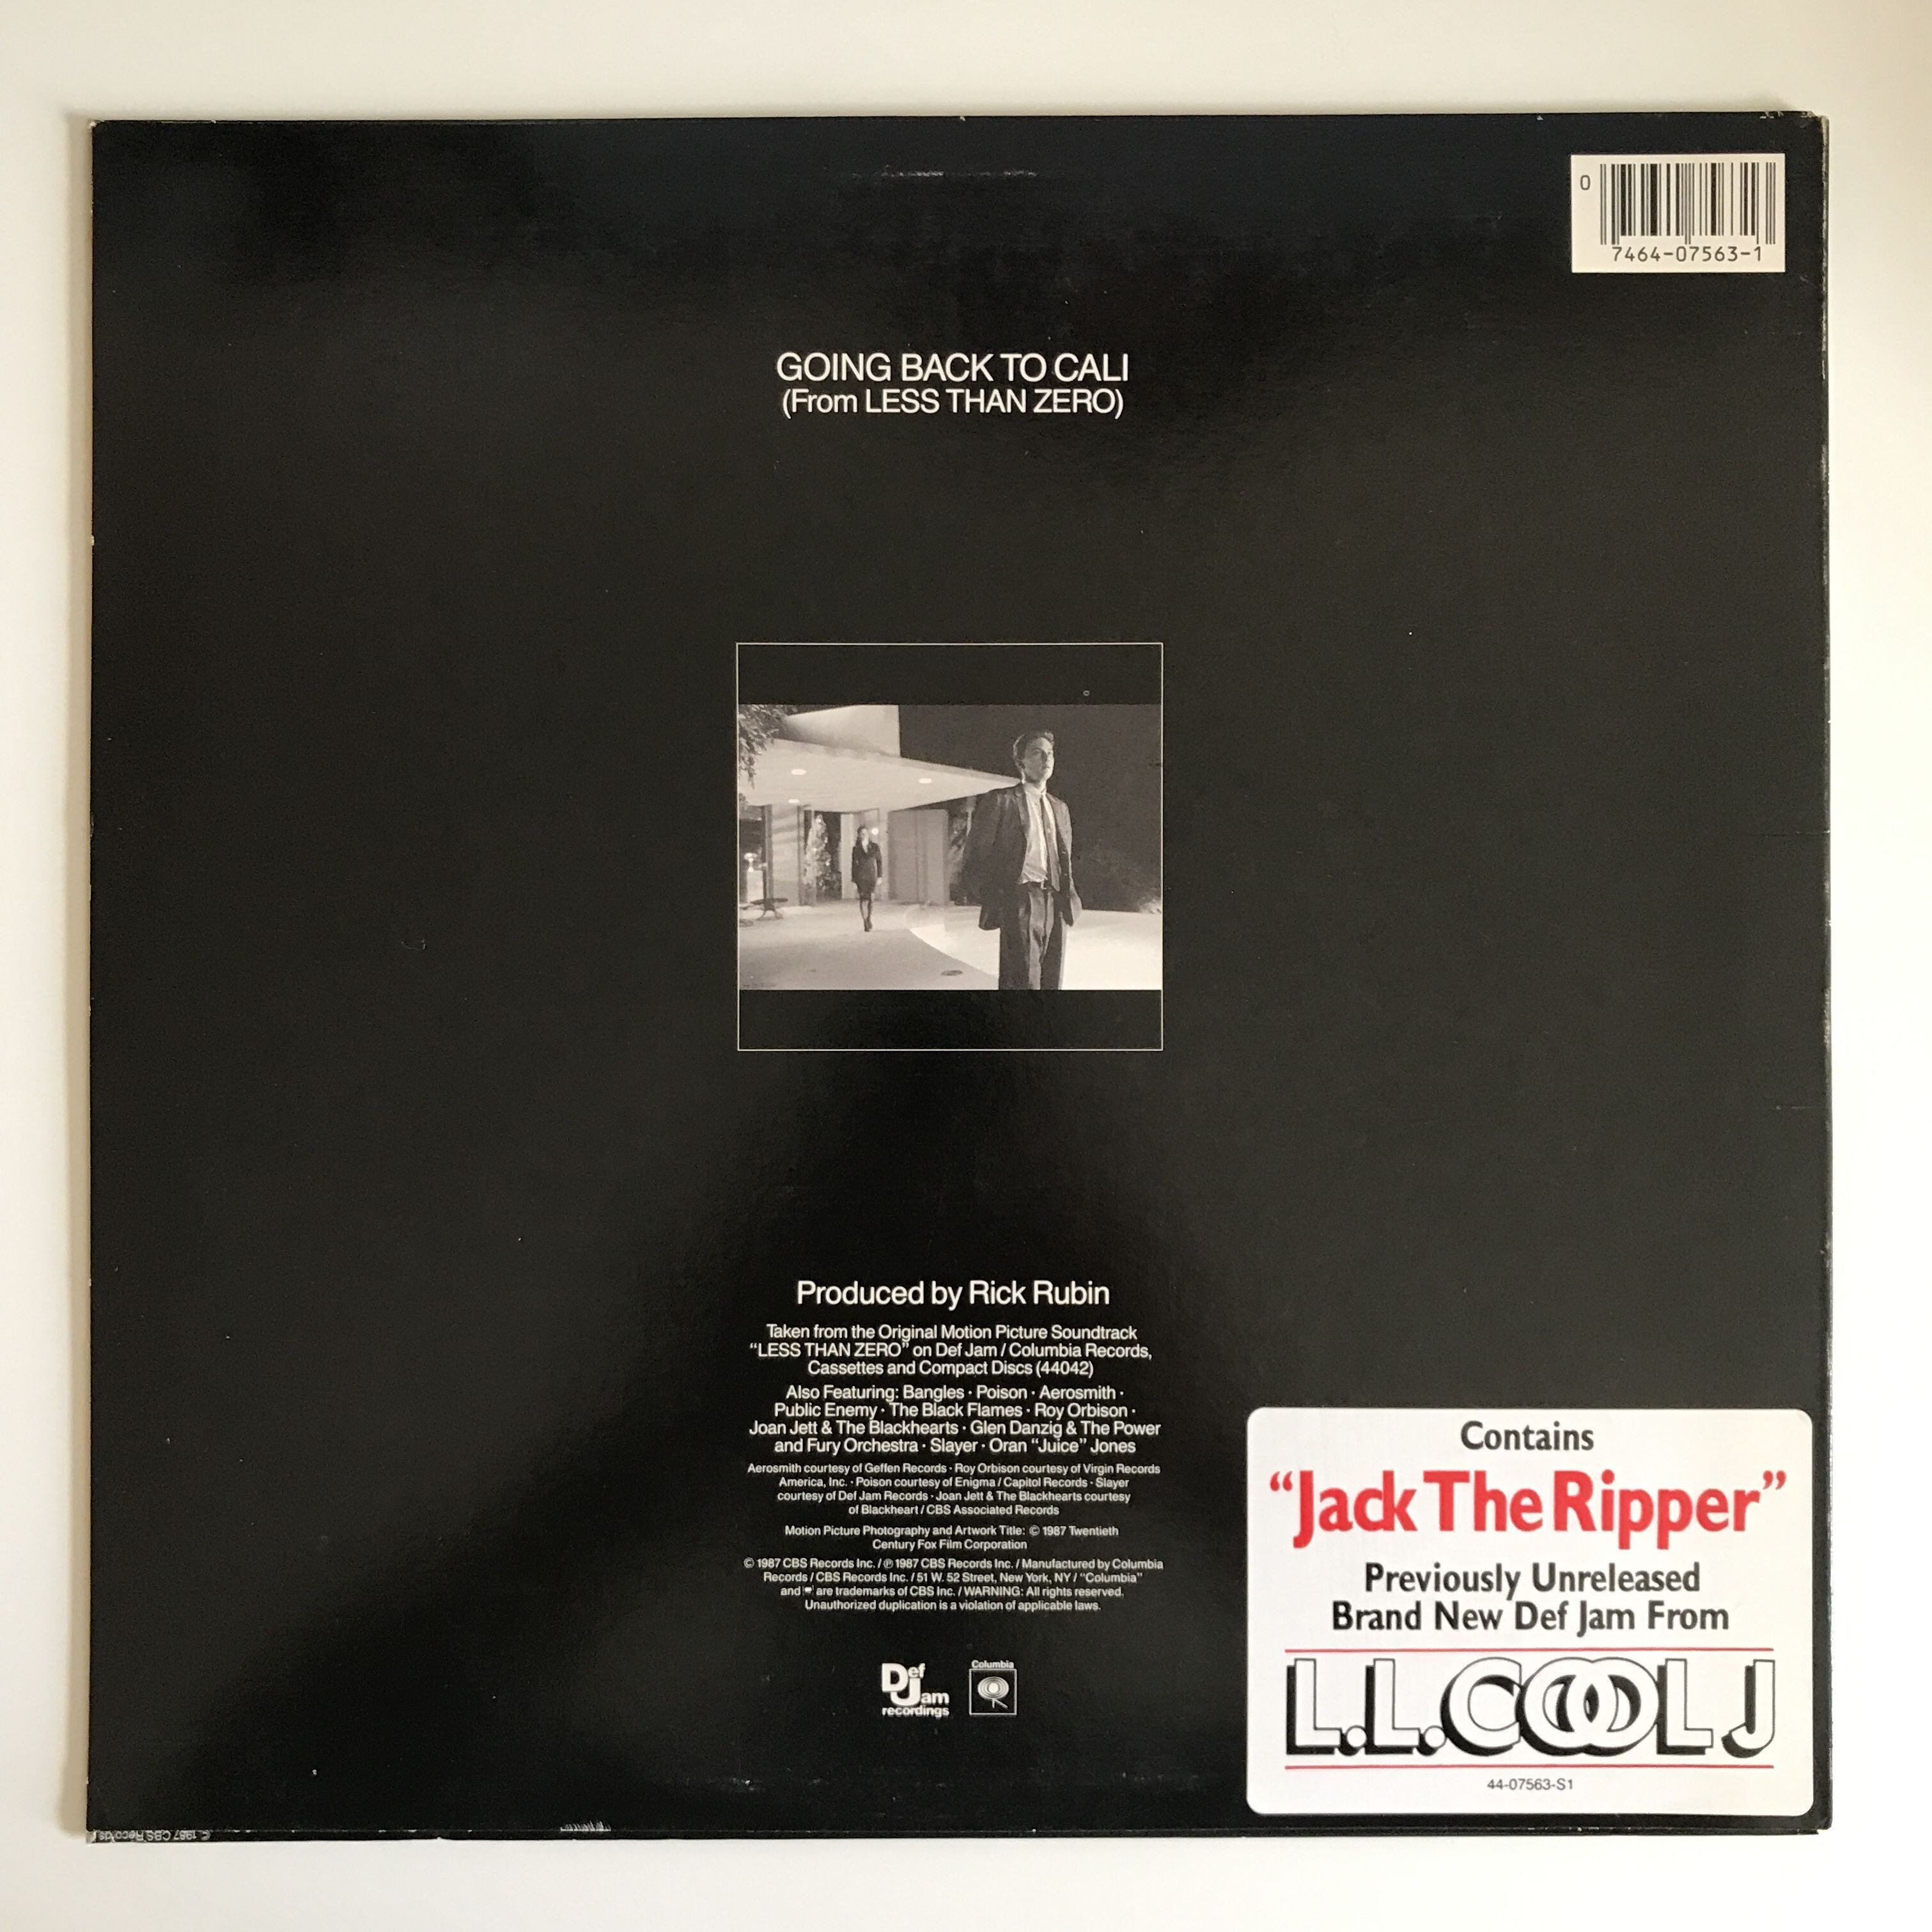 0
7464-07563-1
GOING BACK TO CALI
(From LESS THAN ZERO)
Produced by Rick Rubin
Taken from the Original Motion Picture Soundtrack
“LESS THAN ZERO” on Def Jam / Columbia Records,
Cassettes and Compact Discs (44042)
Also Featuring: Bangles · Poison · Aerosmith ·
Public Enemy · The Black Flames · Roy Orbison ·
Joan Jett & The Blackhearts · Glen Danzig & The Power
and Fury Orchestra · Slayer · Oran “Juice” Jones
Aerosmith courtesy of Geffen Records · Roy Orbison courtesy of Virgin Records
America, Inc. · Poison courtesy of Enigma / Capitol Records · Slayer
courtesy of Def Jam Records · Joan Jett & The Blackhearts courtesy
of Blackheart / CBS Associated Records
Motion Picture Photography and Artwork Title: © 1987 Twentieth
Century Fox Film Corporation
© 1987 CBS Records Inc. / ℗ 1987 CBS Records Inc. / Manufactured by Columbia
Records / CBS Records Inc. / 51 W. 52 Street, New York, NY / “Columbia”
and are trademarks of CBS Inc. / WARNING: All rights reserved.
Unauthorized duplication is a violation of applicable laws.
Def Jam recordings
Columbia
Contains
“Jack The Ripper”
Previously Unreleased
Brand New Def Jam From
L.L. COOL J
44-07563-S1
© 1987 CBS Records